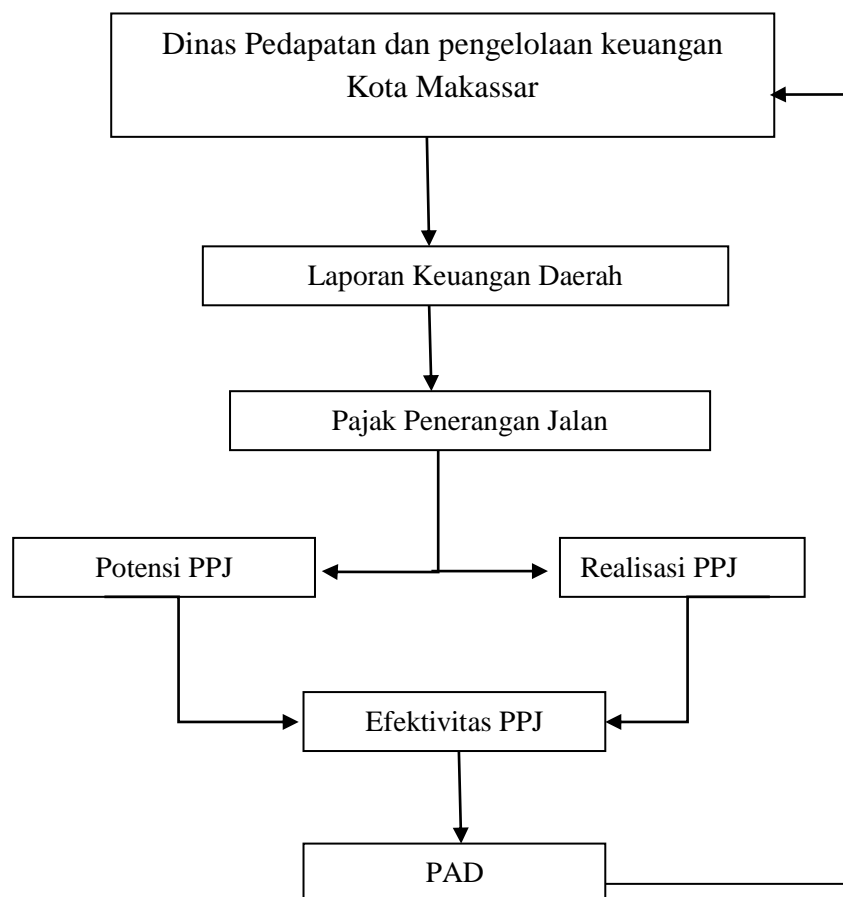 Dinas Pedapatan dan pengelolaan keuangan
Kota Makassar
Laporan Keuangan Daerah
Pajak Penerangan Jalan
Potensi PPJ
Realisasi PPJ
Efektivitas PPJ
PAD